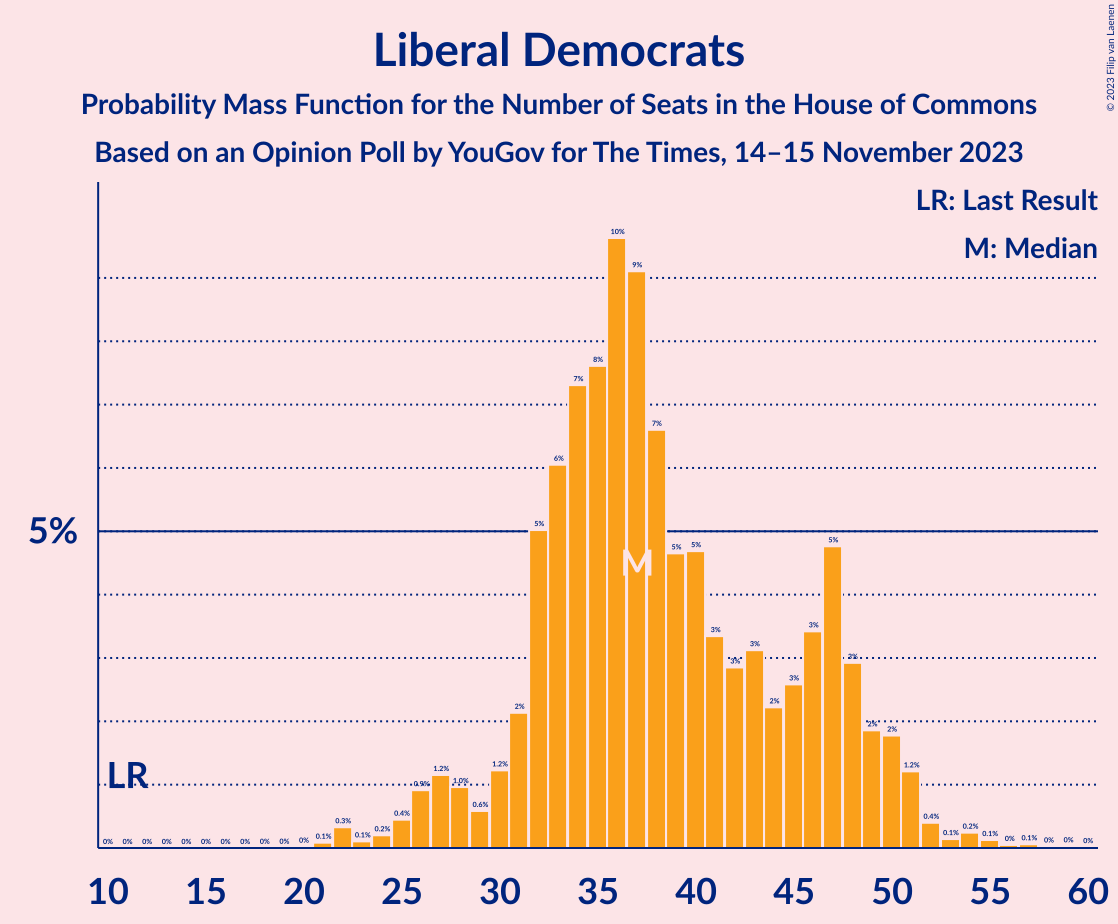 © 2023 Filip van Laenen
Liberal Democrats
Probability Mass Function for the Number of Seats in the House of Commons
Based on an Opinion Poll by YouGov for The Times, 14–15 November 2023
LR: Last Result
M: Median
10%
9%
8%
7%
7%
6%
5%
5%
5%
5%
5%
M
3%
3%
3%
3%
3%
3%
2%
2%
2%
2%
LR
1.2%
1.2%
1.2%
0.9%
1.0%
0.6%
0% 0% 0% 0% 0% 0% 0% 0% 0% 0% 0% 0.1% 0.3% 0.1% 0.2% 0.4% 0.4% 0.1% 0.2% 0.1% 0% 0.1% 0% 0% 0%
10 15 20 25 30 35 40 45 50 55 60